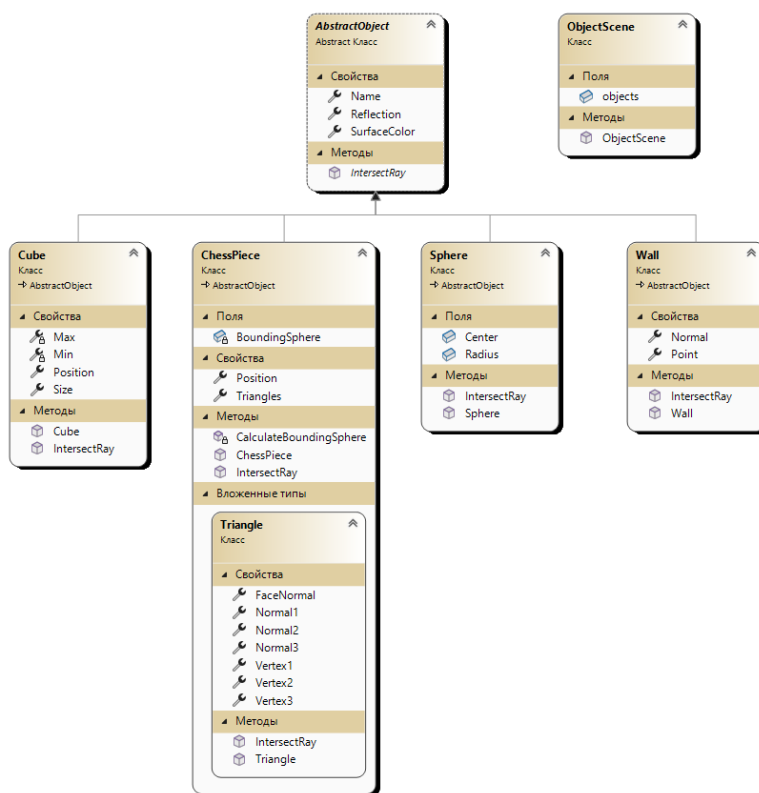 AbstractObject
Abstract Класс
Свойства
Name
Reflection
SurfaceColor
Методы
IntersectRay
ObjectScene
Класс
Поля
objects
Методы
ObjectScene
Cube
Класс
AbstractObject
Свойства
Max
Min
Position
Size
Методы
Cube
IntersectRay
ChessPiece
Класс
AbstractObject
Поля
BoundingSphere
Свойства
Position
Triangles
Методы
CalculateBoundingSphere
ChessPiece
IntersectRay
Вложенные типы
Triangle
Класс
Свойства
FaceNormal
Normal1
Normal2
Normal3
Vertex1
Vertex2
Vertex3
Методы
IntersectRay
Triangle
Sphere
Класс
AbstractObject
Поля
Center
Radius
Методы
IntersectRay
Sphere
Wall
Класс
AbstractObject
Свойства
Normal
Point
Методы
IntersectRay
Wall